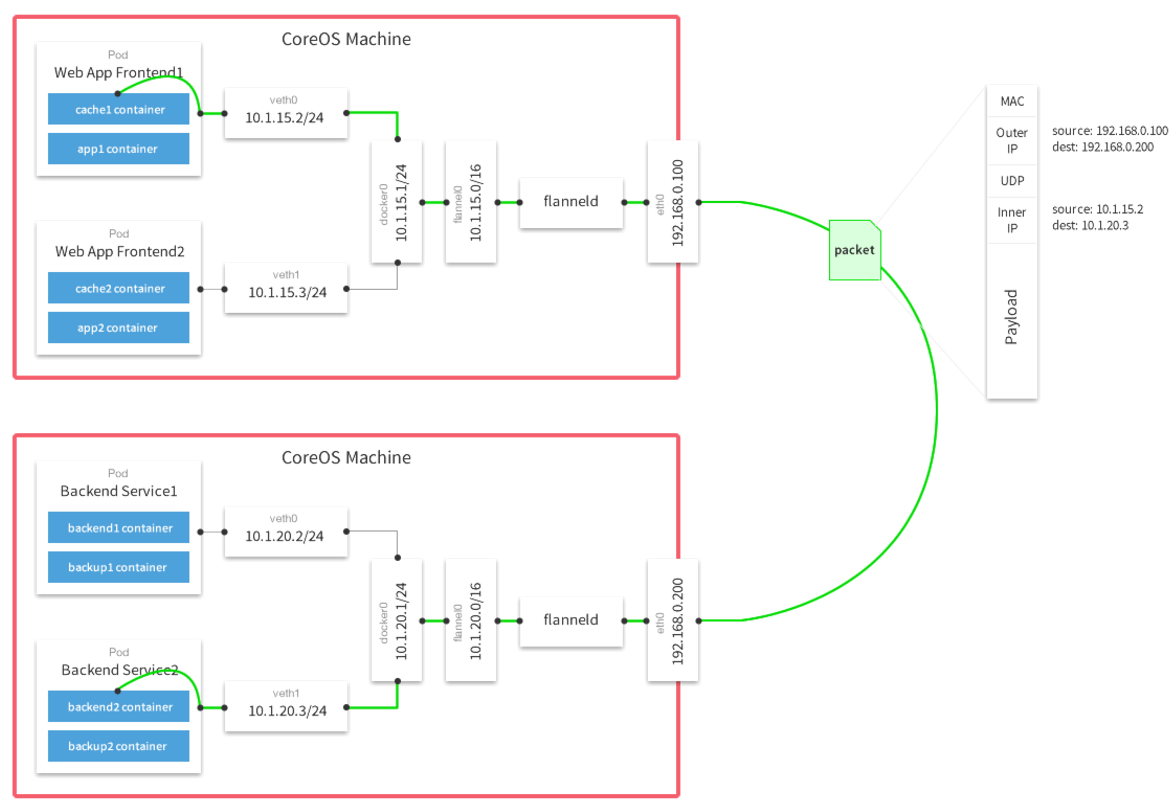 CoreOS Machine
Pod
Web App Frontend1
cache1 container
app1 container
veth0
10.1.15.2/24
docker0
10.1.15.1/24
flannel0
10.1.15.0/16
flanneld
eth0
192.168.0.100
Pod
Web App Frontend2
cache2 container
app2 container
veth1
10.1.15.3/24
packet
MAC
Outer
IP
source: 192.168.0.100
dest: 192.168.0.200
UDP
Inner
IP
source: 10.1.15.2
dest: 10.1.20.3
Payload
CoreOS Machine
Pod
Backend Service1
backend1 container
backup1 container
veth0
10.1.20.2/24
docker0
10.1.20.1/24
flannel0
10.1.20.0/16
flanneld
eth0
192.168.0.200
Pod
Backend Service2
backend2 container
backup2 container
veth1
10.1.20.3/24